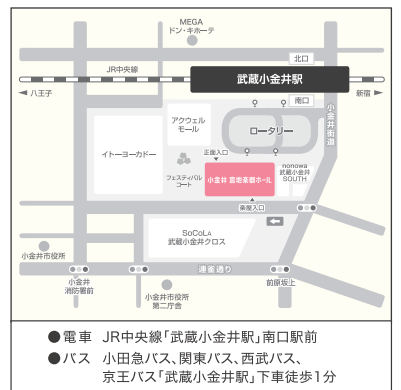 MEGA
ドン・キホーテ
北口
JR中央線
武蔵小金井駅
八王子
新宿
南口
小金井街道
アクウェル
モール
ロータリー
イトーヨーカドー
正面入口
フェスティバル
コート
小金井 宮地楽器ホール
nonowa
武蔵小金井
SOUTH
楽屋入口
SoCoLA
武蔵小金井クロス
小金井市役所
連雀通り
小金井
消防署前
小金井市役所
第二庁舎
前原坂上
●電車 JR中央線「武蔵小金井駅」南口駅前
●バス 小田急バス、関東バス、西武バス、
京王バス「武蔵小金井駅」下車徒歩1分